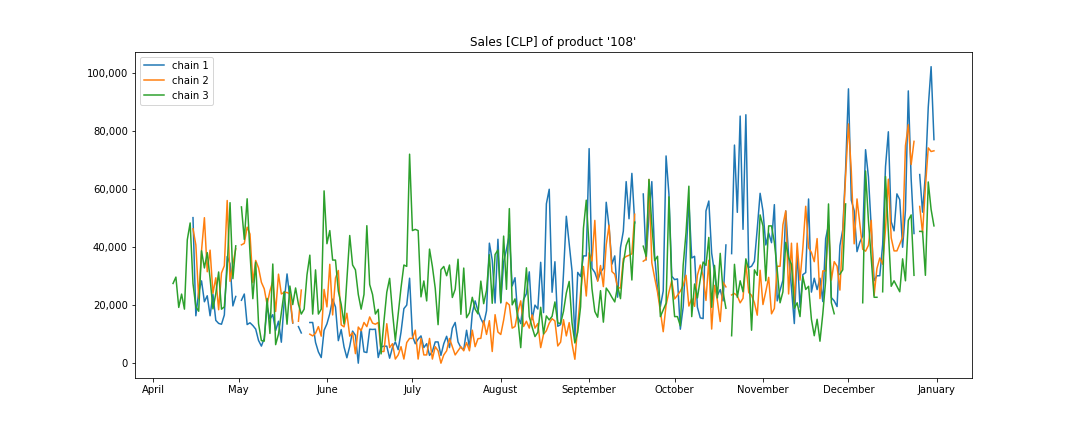 Sales [CLP] of product '108'
chain 1
chain 2
chain 3
100,000
80,000
60,000
40,000
20,000
0
April May June July August September October November December January